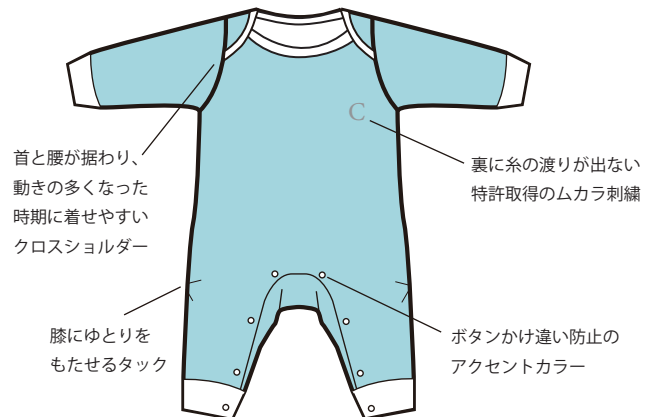 C
首と腰が据わり、
動きの多くなった
時期に着せやすい
クロスショルダー
裏に糸の渡りが出ない
特許取得のムカラ刺繍
膝にゆとりを
もたせるタック
ボタンかけ違い防止の
アクセントカラー